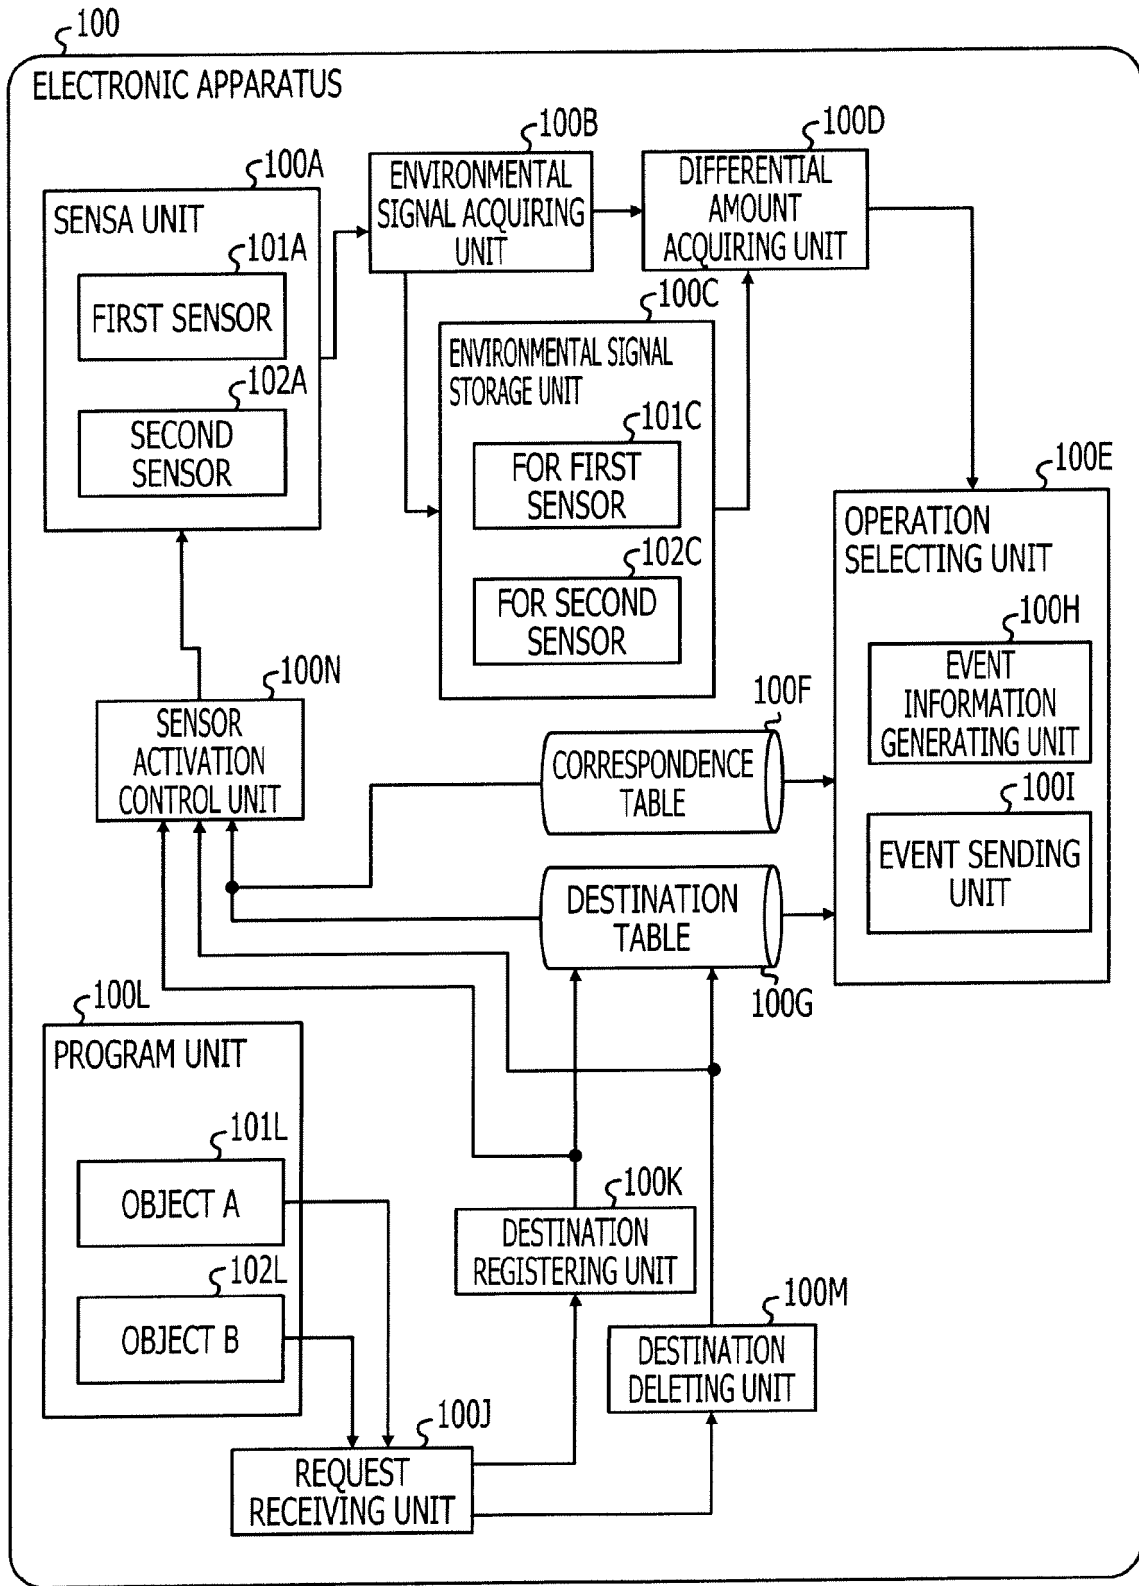 100
ELECTRONIC APPARATUS
100A
SENSA UNIT
101A
FIRST SENSOR
102A
SECOND
SENSOR
100B
ENVIRONMENTAL
SIGNAL ACQUIRING
UNIT
100D
DIFFERENTIAL
AMOUNT
ACQUIRING UNIT
100C
ENVIRONMENTAL SIGNAL
STORAGE UNIT
101C
FOR FIRST
SENSOR
102C
FOR SECOND
SENSOR
100E
OPERATION
SELECTING UNIT
100H
EVENT
INFORMATION
GENERATING UNIT
100I
EVENT SENDING
UNIT
100N
SENSOR
ACTIVATION
CONTROL UNIT
100F
CORRESPONDENCE
TABLE
DESTINATION
TABLE
100G
100L
PROGRAM UNIT
101L
OBJECT A
102L
OBJECT B
100K
DESTINATION
REGISTERING UNIT
100M
DESTINATION
DELETING UNIT
100J
REQUEST
RECEIVING UNIT